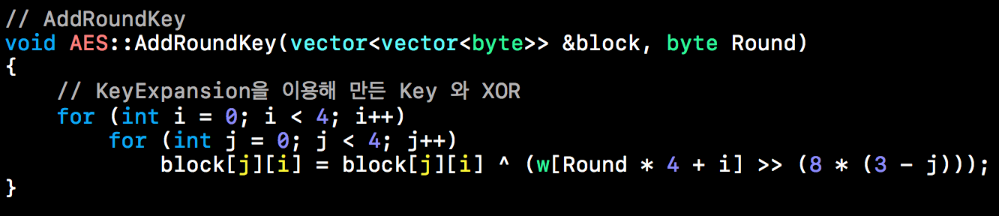 // AddRoundKey
void AES::AddRoundKey(vector<vector<byte>> &block, byte Round)
{
    // KeyExpansion을 이용해 만든 Key 와 XOR
    for (int i = 0; i < 4; i++)
        for (int j = 0; j < 4; j++)
            block[j][i] = block[j][i] ^ (w[Round * 4 + i] >> (8 * (3 - j)));
}